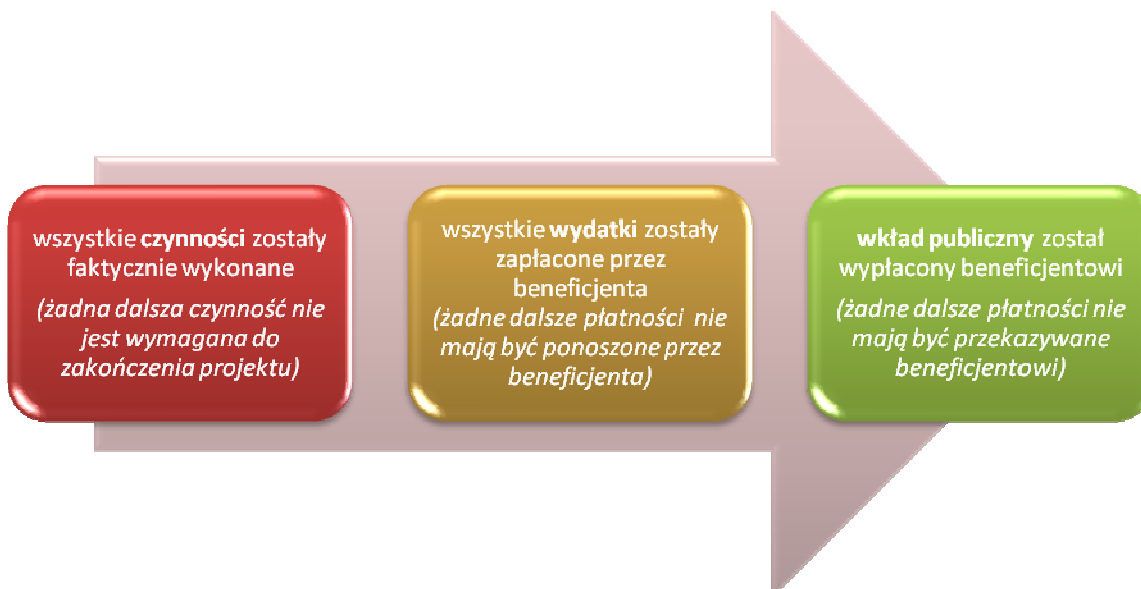 wszystkie czynności zostały
faktycznie wykonane
(żadna dalsza czynność nie
jest wymagana do
zakończenia projektu)
wszystkie wydatki zostały
zapłacone przez
beneficjenta
(żadne dalsze płatności nie
mają być ponoszone przez
beneficjenta)
wkład publiczny został
wypłacony beneficjentowi
(żadne dalsze płatności nie
mają być przekazywane
beneficjentowi)